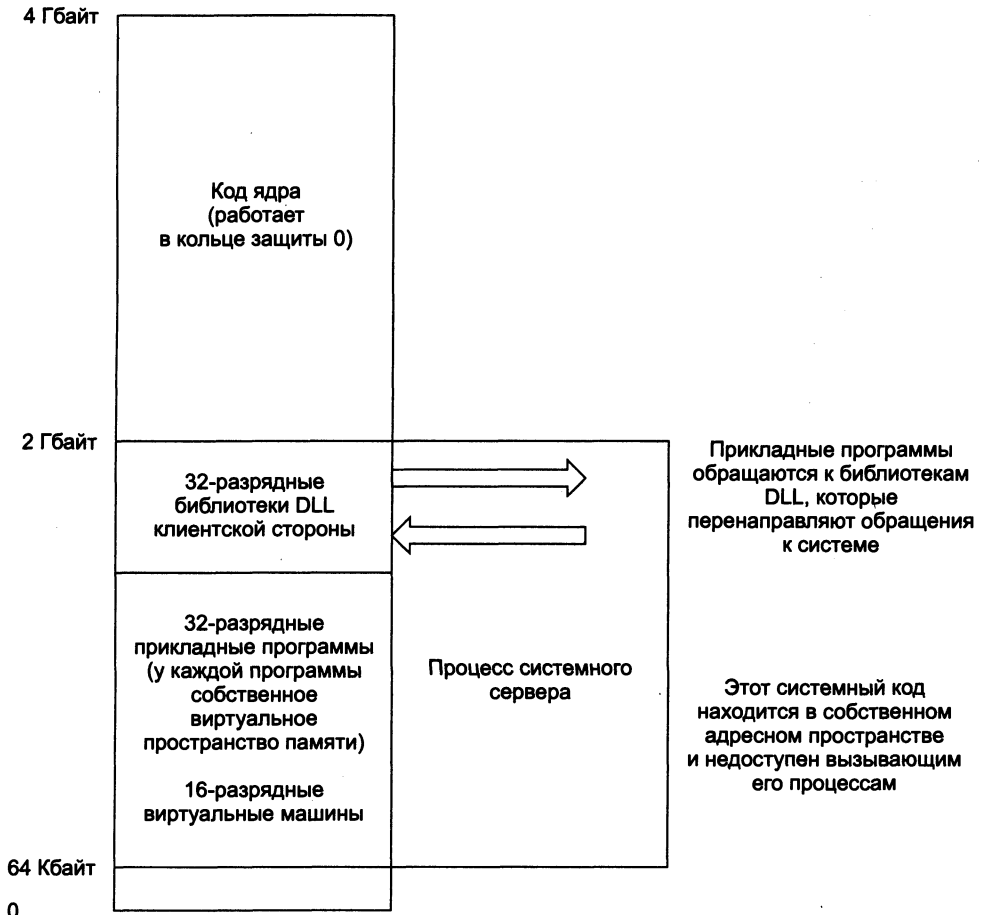 4 Гбайт
Код ядра
(работает
в кольце защиты 0)
2 Гбайт
32-разрядные
библиотеки DLL
клиентской стороны
Прикладные программы
обращаются к библиотекам
DLL, которые
перенаправляют обращения
к системе
32-разрядные
прикладные программы
(у каждой программы
собственное
виртуальное
пространство памяти)
16-разрядные
виртуальные машины
Процесс системного
сервера
Этот системный код
находится в собственном
адресном пространстве
и недоступен вызывающим
его процессам
64 Кбайт
0